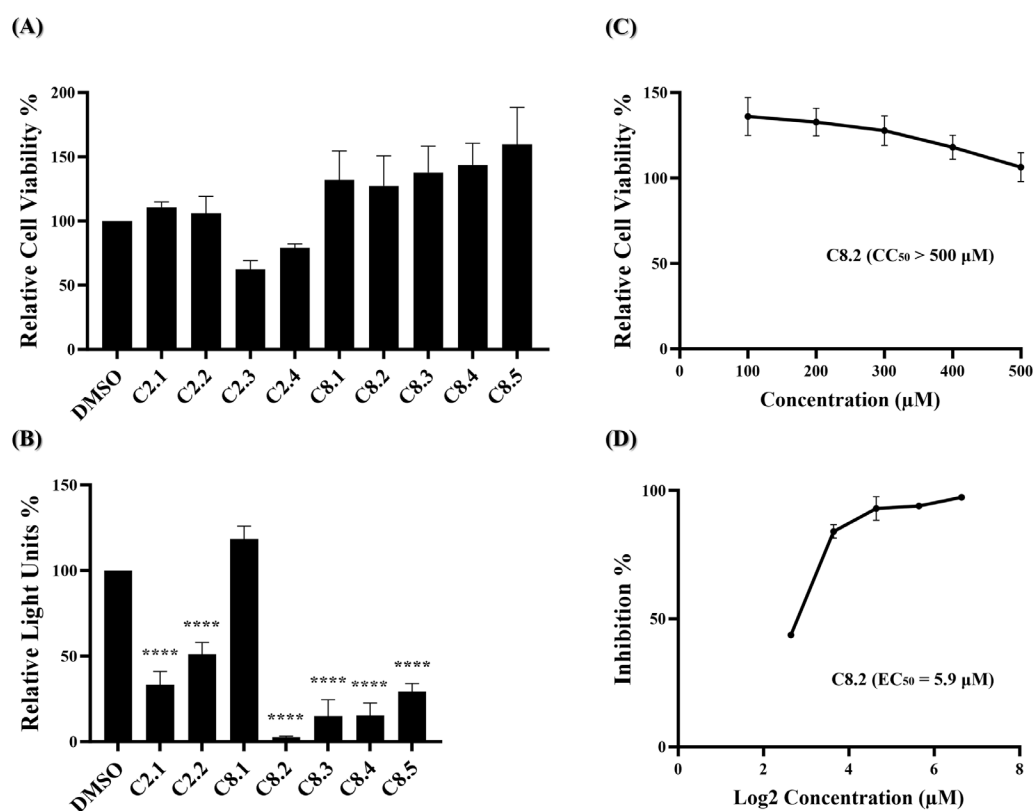 (A)
Relative Cell Viability %
200
150
100
50
0
DMSO
C2.1
C2.2
C2.3
C2.4
C8.1
C8.2
C8.3
C8.4
C8.5
(B)
Relative Light Units %
150
100
50
0
****
****
****
****
****
****
DMSO
C2.1
C2.2
C8.1
C8.2
C8.3
C8.4
C8.5
(C)
Relative Cell Viability %
150
100
50
0
C8.2 (CC₅₀ > 500 µM)
0
100
200
300
400
500
Concentration (µM)
(D)
Inhibition %
100
50
0
C8.2 (EC₅₀ = 5.9 µM)
0
2
4
6
8
Log2 Concentration (µM)